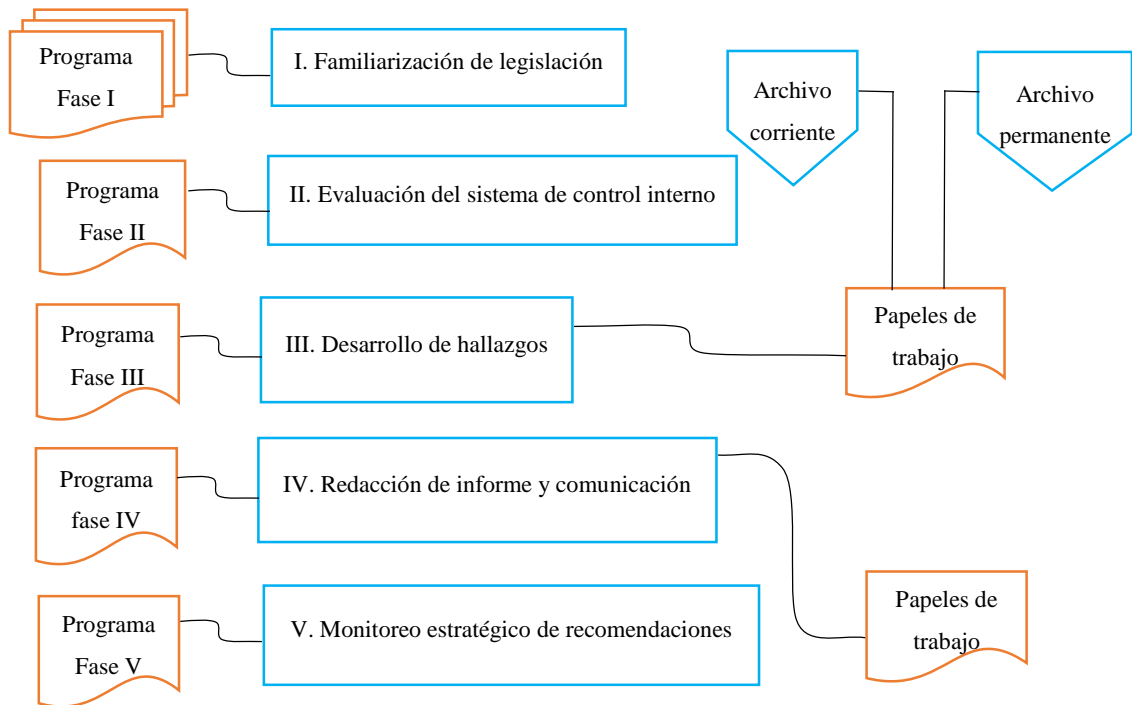 Programa
Fase I
I. Familiarización de legislación
Archivo
corriente
Archivo
permanente
Programa
Fase II
II. Evaluación del sistema de control interno
Programa
Fase III
III. Desarrollo de hallazgos
Papeles de
trabajo
Programa
fase IV
IV. Redacción de informe y comunicación
Programa
Fase V
V. Monitoreo estratégico de recomendaciones
Papeles de
trabajo